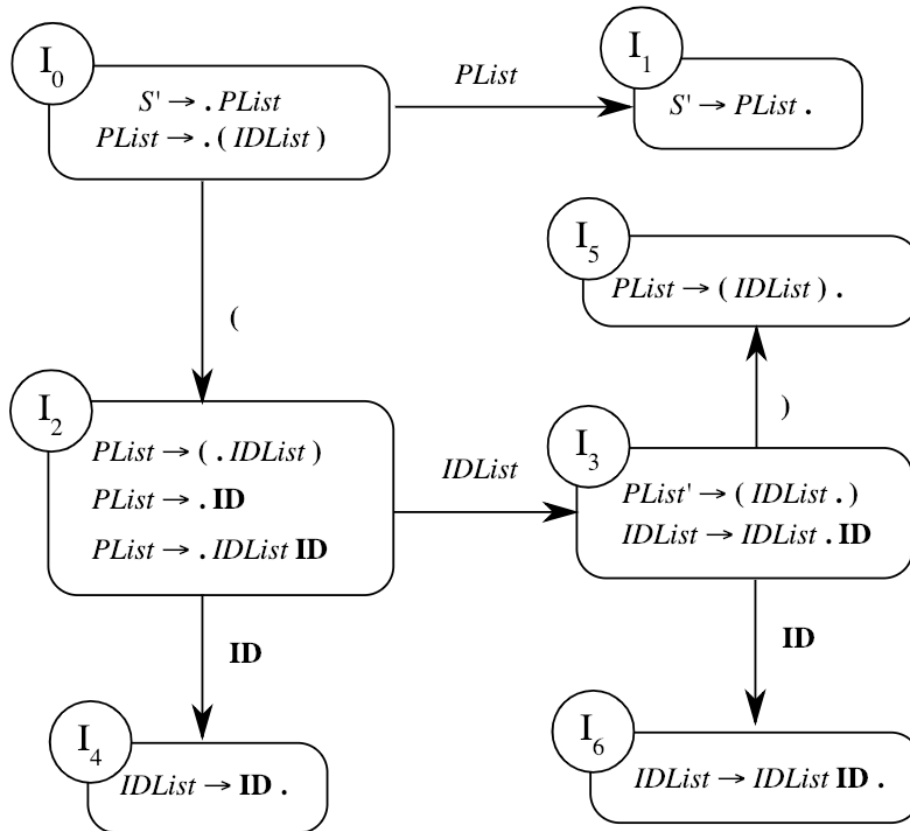 I0
S' → . PList
PList → . ( IDList )
PList
I1
S' → PList .
(
I5
PList → ( IDList ) .
)
I2
PList → ( . IDList )
PList → . ID
PList → . IDList ID
IDList
I3
PList' → ( IDList . )
IDList → IDList . ID
ID
I4
IDList → ID .
ID
I6
IDList → IDList ID .